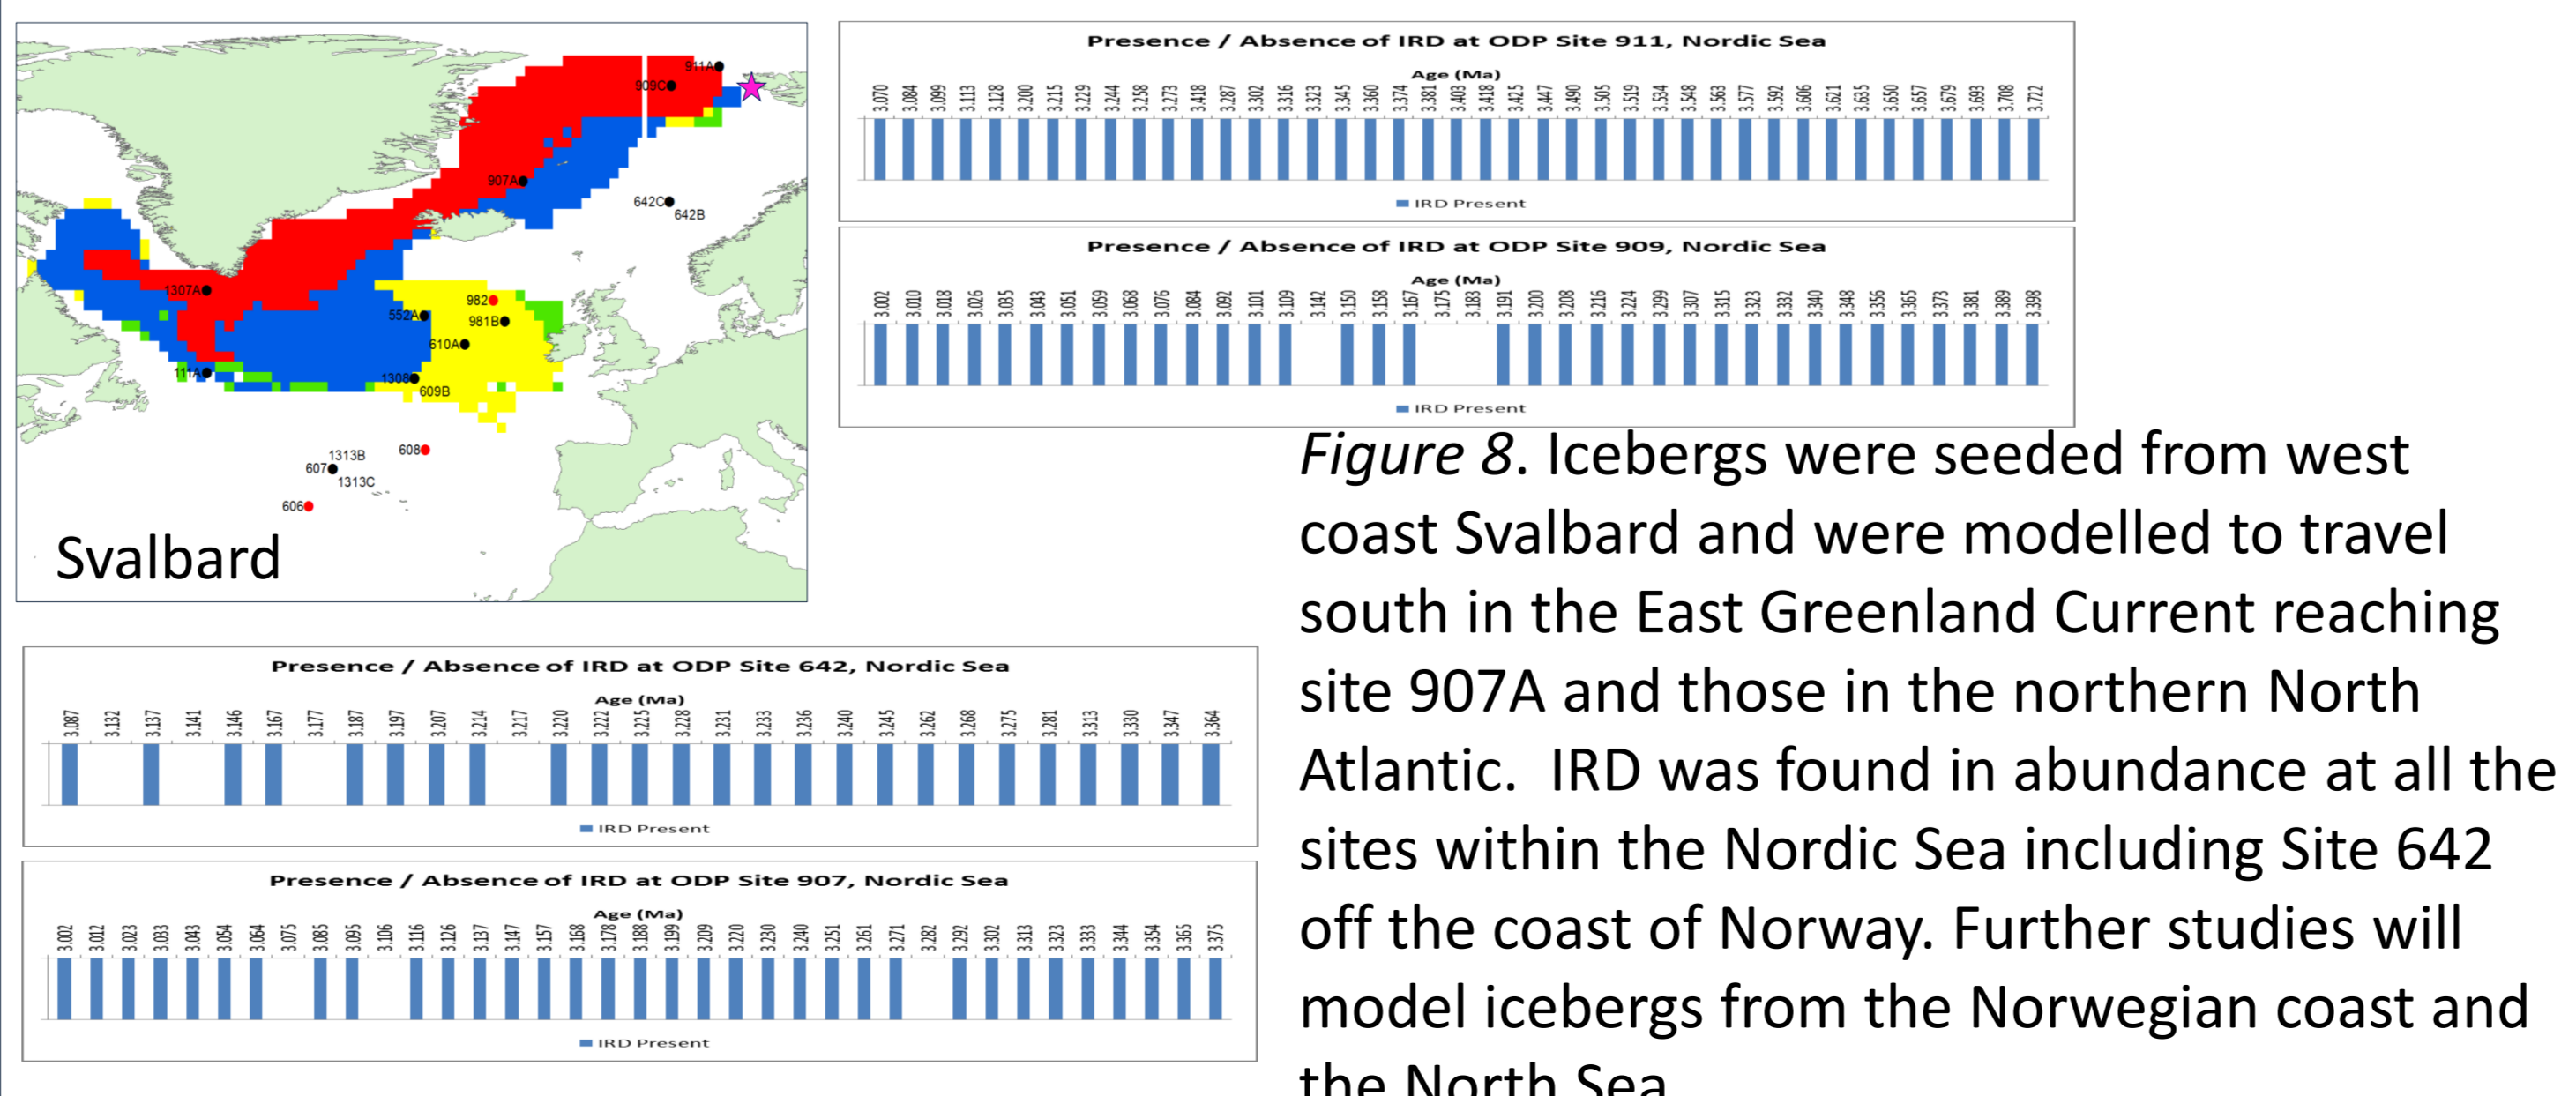 911A
909C
907A
642C
642B
1307A
982
552A
981B
610A
111A
1308
609B
608
1313B
607
1313C
606
Svalbard
Presence / Absence of IRD at ODP Site 911, Nordic Sea
Age (Ma)
3.070 3.084 3.099 3.113 3.128 3.200 3.215 3.229 3.244 3.258 3.273 3.418 3.287 3.302 3.316 3.323 3.345 3.360 3.374 3.381 3.403 3.418 3.425 3.447 3.490 3.505 3.519 3.534 3.548 3.563 3.577 3.592 3.606 3.621 3.635 3.650 3.657 3.679 3.693 3.708 3.722
IRD Present
Presence / Absence of IRD at ODP Site 909, Nordic Sea
Age (Ma)
3.002 3.010 3.018 3.026 3.035 3.043 3.051 3.059 3.068 3.076 3.084 3.092 3.101 3.109 3.142 3.150 3.158 3.167 3.175 3.183 3.191 3.200 3.208 3.216 3.224 3.299 3.307 3.315 3.323 3.332 3.340 3.348 3.356 3.365 3.373 3.381 3.389 3.398
IRD Present
Presence / Absence of IRD at ODP Site 642, Nordic Sea
Age (Ma)
3.087 3.132 3.137 3.141 3.146 3.167 3.177 3.187 3.197 3.207 3.214 3.217 3.220 3.222 3.225 3.228 3.231 3.233 3.236 3.240 3.245 3.262 3.268 3.275 3.281 3.313 3.330 3.347 3.364
IRD Present
Presence / Absence of IRD at ODP Site 907, Nordic Sea
Age (Ma)
3.002 3.012 3.023 3.033 3.043 3.054 3.064 3.075 3.085 3.095 3.106 3.116 3.126 3.137 3.147 3.157 3.168 3.178 3.188 3.199 3.209 3.220 3.230 3.240 3.251 3.261 3.271 3.282 3.292 3.302 3.313 3.323 3.333 3.344 3.354 3.365 3.375
IRD Present
Figure 8. Icebergs were seeded from west
coast Svalbard and were modelled to travel
south in the East Greenland Current reaching
site 907A and those in the northern North
Atlantic.  IRD was found in abundance at all the
sites within the Nordic Sea including Site 642
off the coast of Norway. Further studies will
model icebergs from the Norwegian coast and
the North Sea